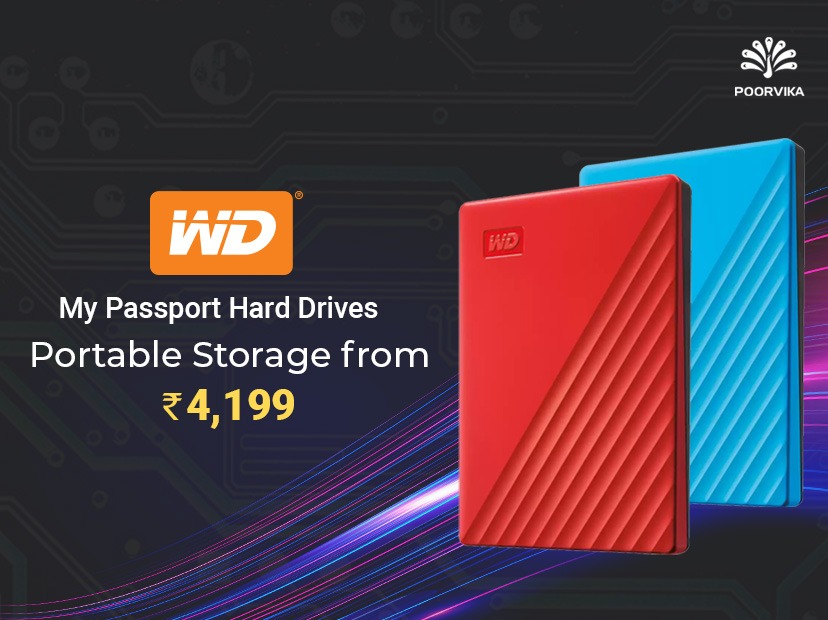 POORVIKA
WD®
My Passport Hard Drives
Portable Storage from
₹4,199
WD